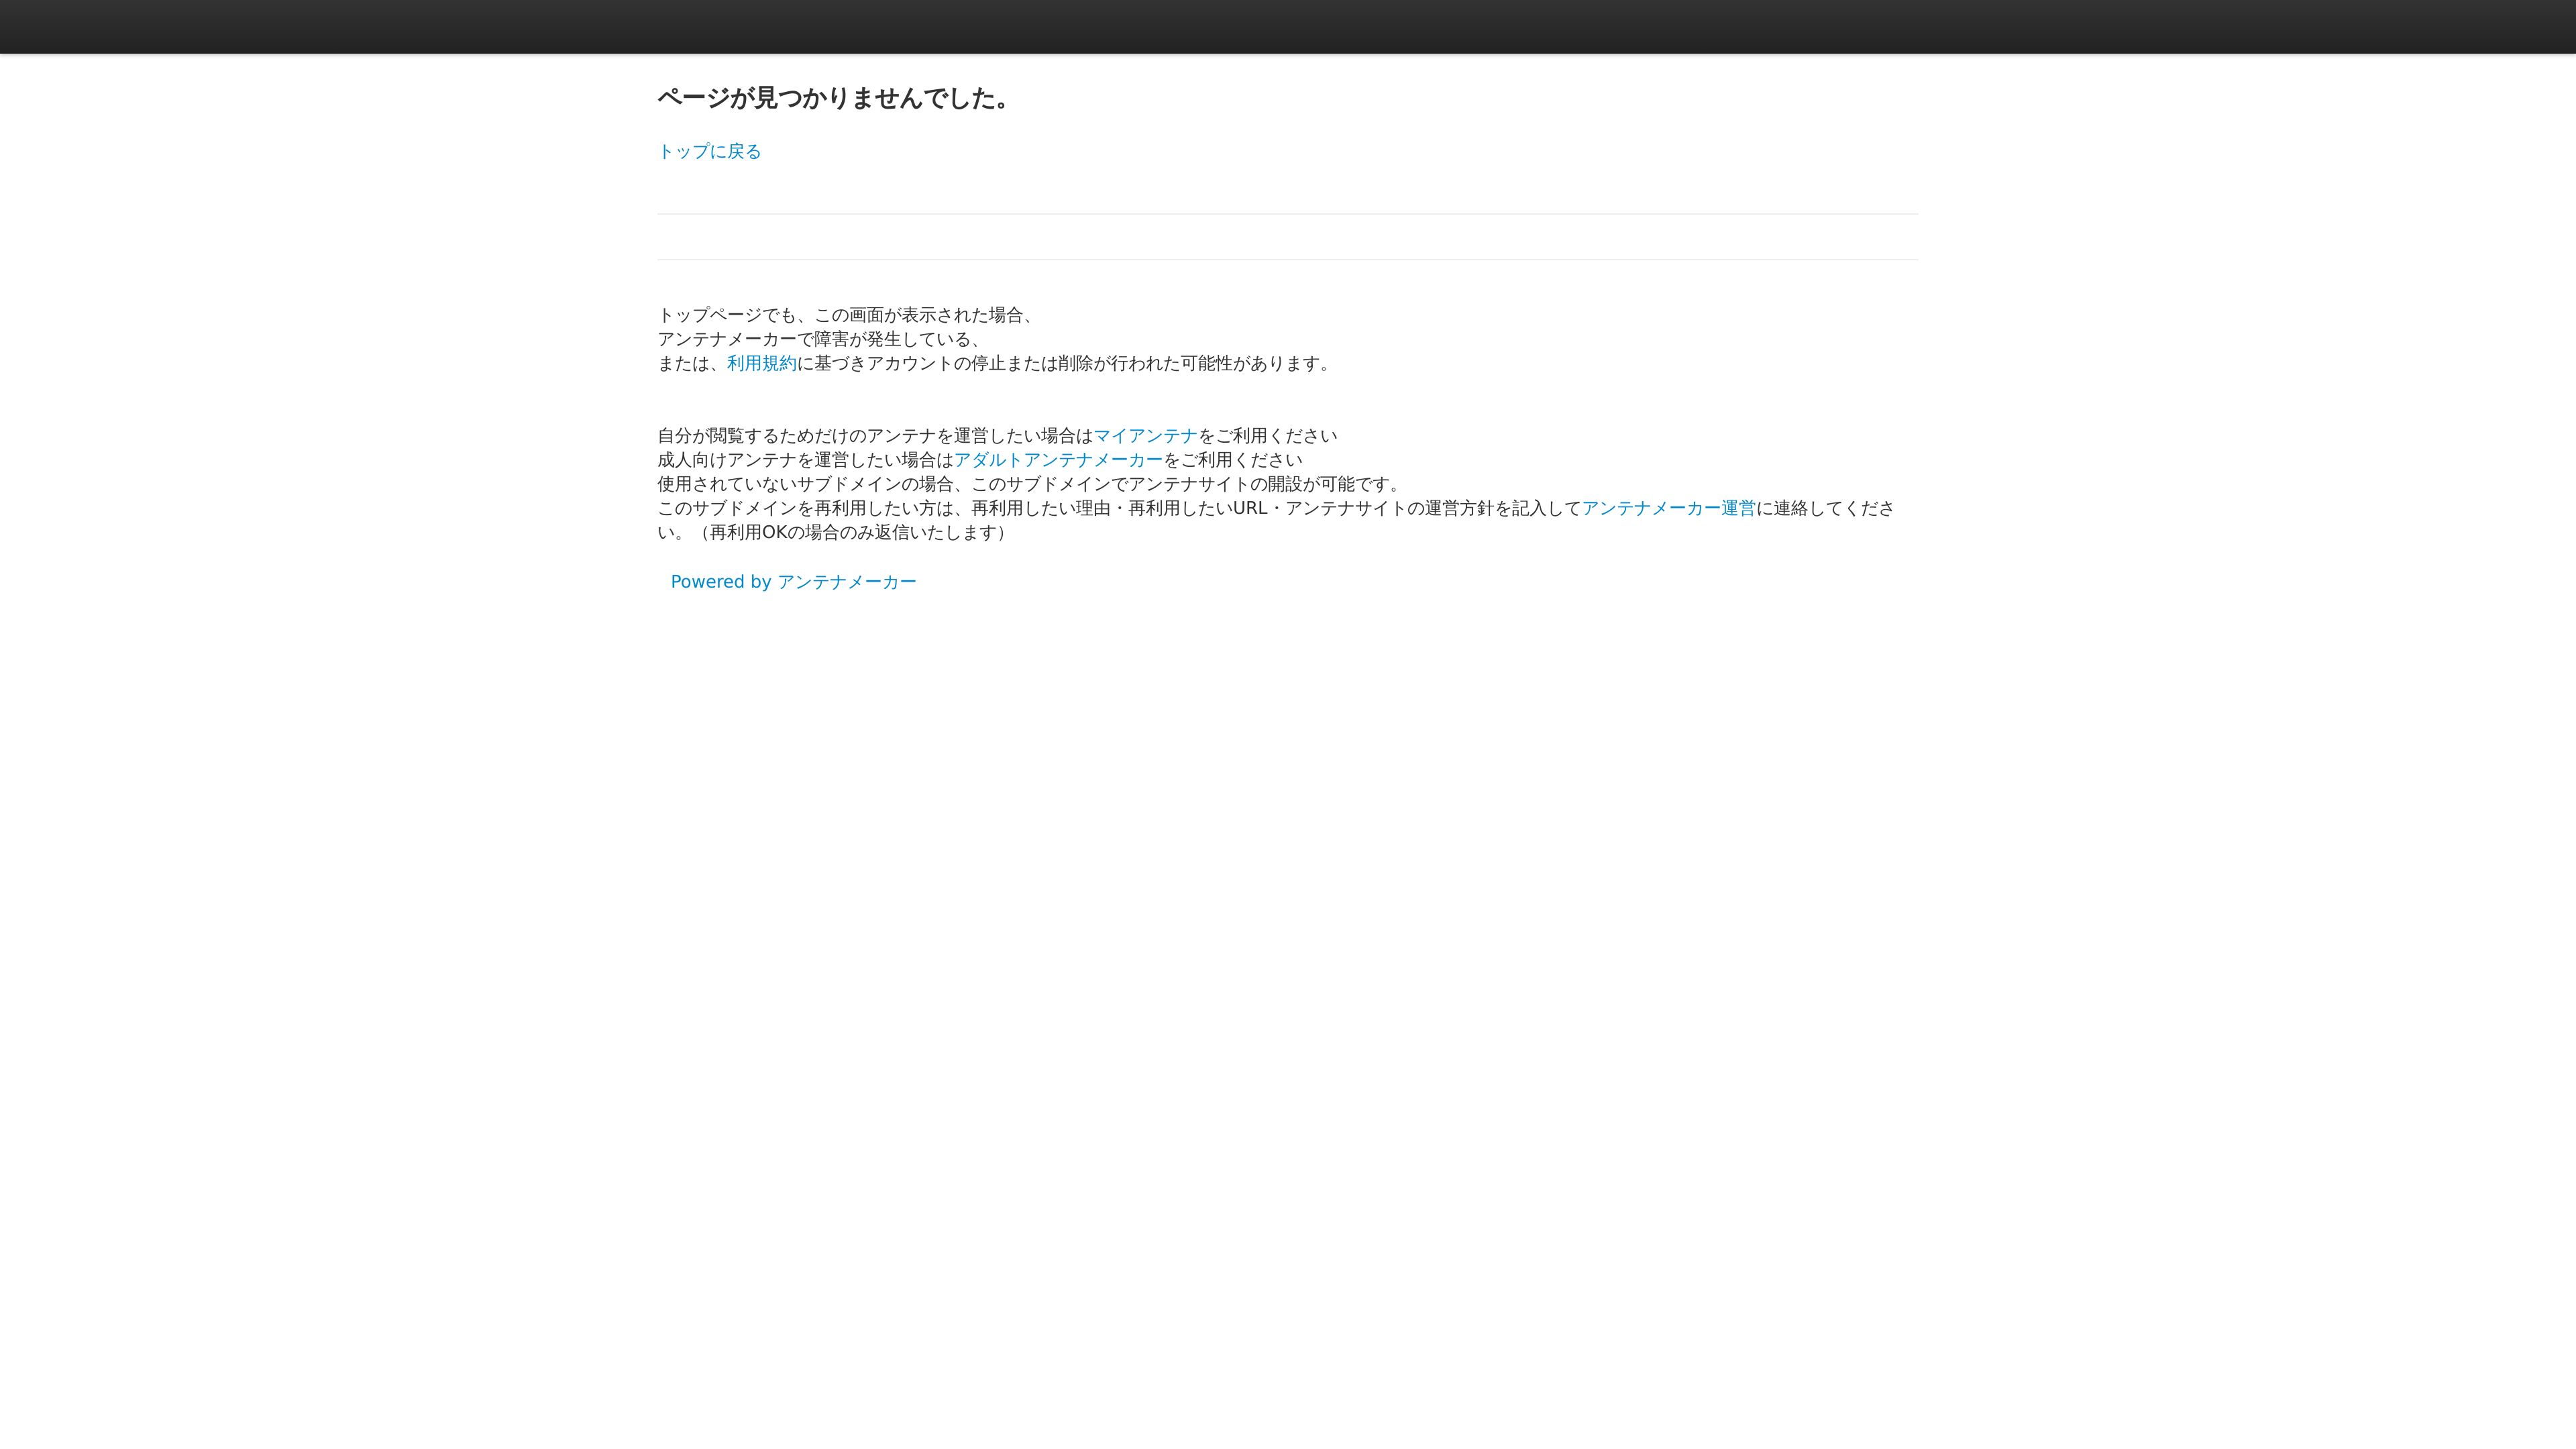 ページが見つかりませんでした。
トップに戻る
トップページでも、この画面が表示された場合、
アンテナメーカーで障害が発生している、
または、利用規約に基づきアカウントの停止または削除が行われた可能性があります。
自分が閲覧するためだけのアンテナを運営したい場合はマイアンテナをご利用ください
成人向けアンテナを運営したい場合はアダルトアンテナメーカーをご利用ください
使用されていないサブドメインの場合、このサブドメインでアンテナサイトの開設が可能です。
このサブドメインを再利用したい方は、再利用したい理由・再利用したいURL・アンテナサイトの運営方針を記入してアンテナメーカー運営に連絡してくださ
い。（再利用OKの場合のみ返信いたします）
Powered by アンテナメーカー